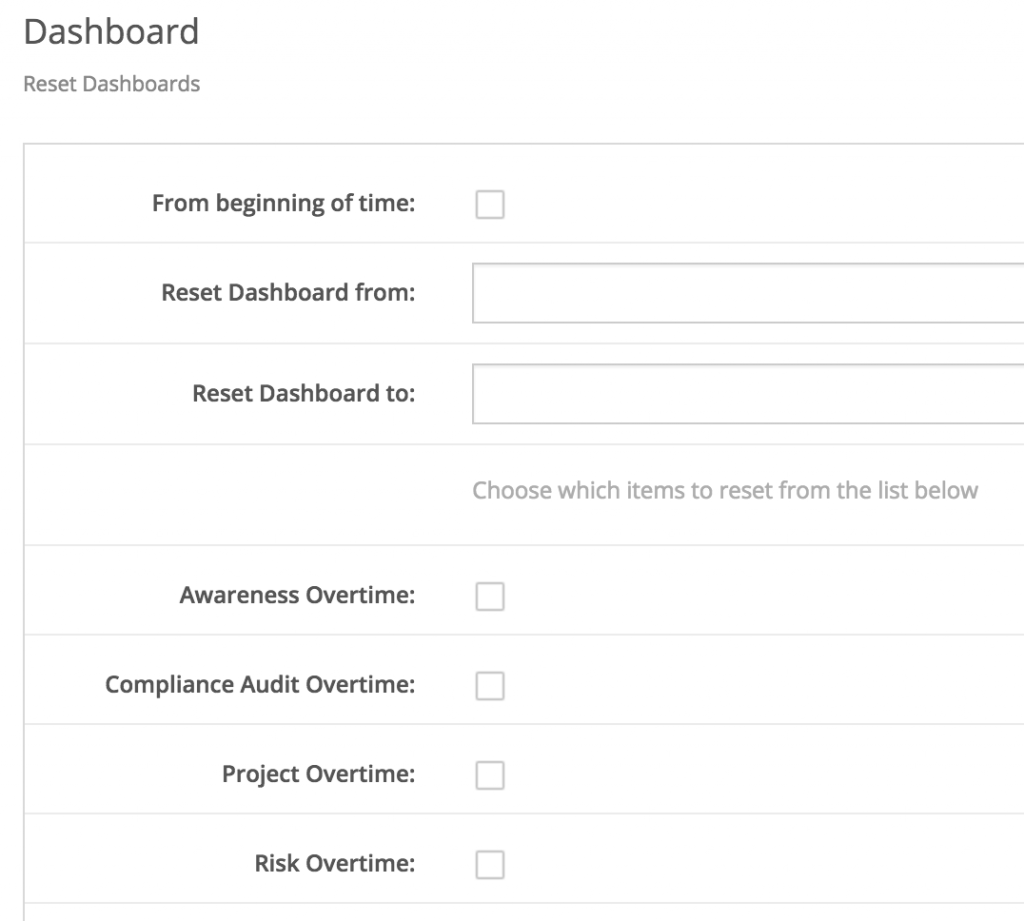 Dashboard
Reset Dashboards
From beginning of time:
Reset Dashboard from:
Reset Dashboard to:
Choose which items to reset from the list below
Awareness Overtime:
Compliance Audit Overtime:
Project Overtime:
Risk Overtime: